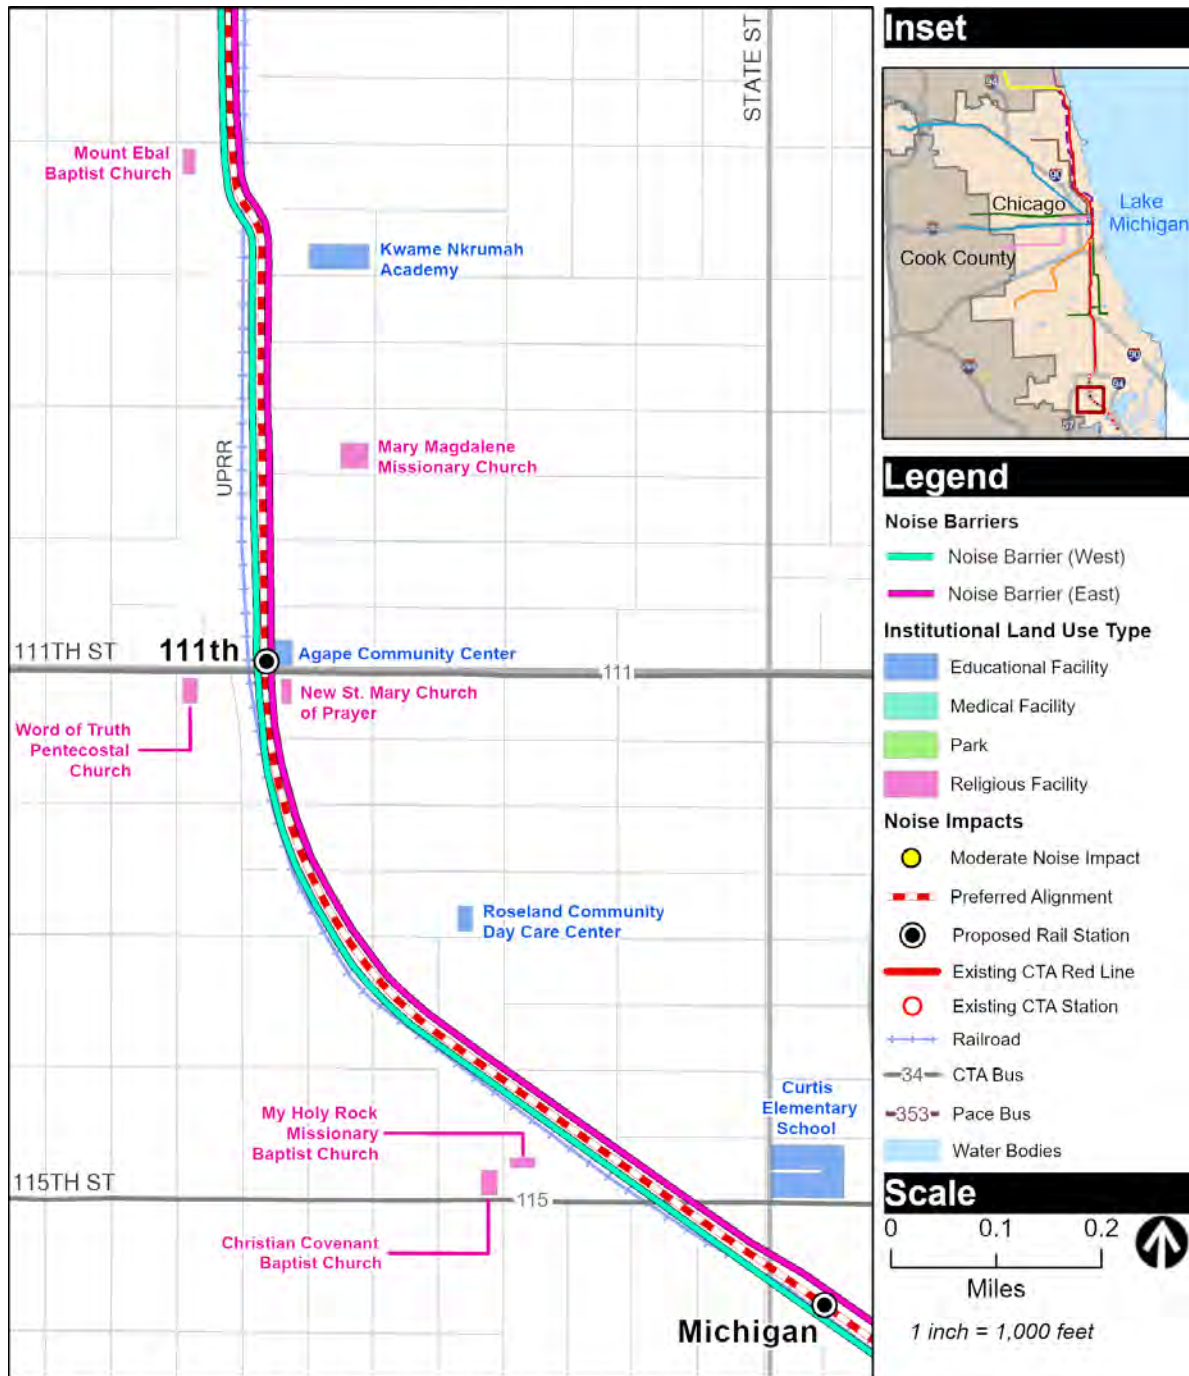 STATE ST
Mount Ebal
Baptist Church
Kwame Nkrumah
Academy
UPRR
Mary Magdalene
Missionary Church
111TH ST
111th
Agape Community Center
111
New St. Mary Church
of Prayer
Word of Truth
Pentecostal
Church
Roseland Community
Day Care Center
Curtis
Elementary
School
My Holy Rock
Missionary
Baptist Church
115TH ST
115
Christian Covenant
Baptist Church
Michigan
Inset
94
90
Chicago
Lake
Michigan
Cook County
90
94
57
Legend
Noise Barriers
Noise Barrier (West)
Noise Barrier (East)
Institutional Land Use Type
Educational Facility
Medical Facility
Park
Religious Facility
Noise Impacts
Moderate Noise Impact
Preferred Alignment
Proposed Rail Station
Existing CTA Red Line
Existing CTA Station
Railroad
34 CTA Bus
353 Pace Bus
Water Bodies
Scale
0 0.1 0.2
Miles
1 inch = 1,000 feet